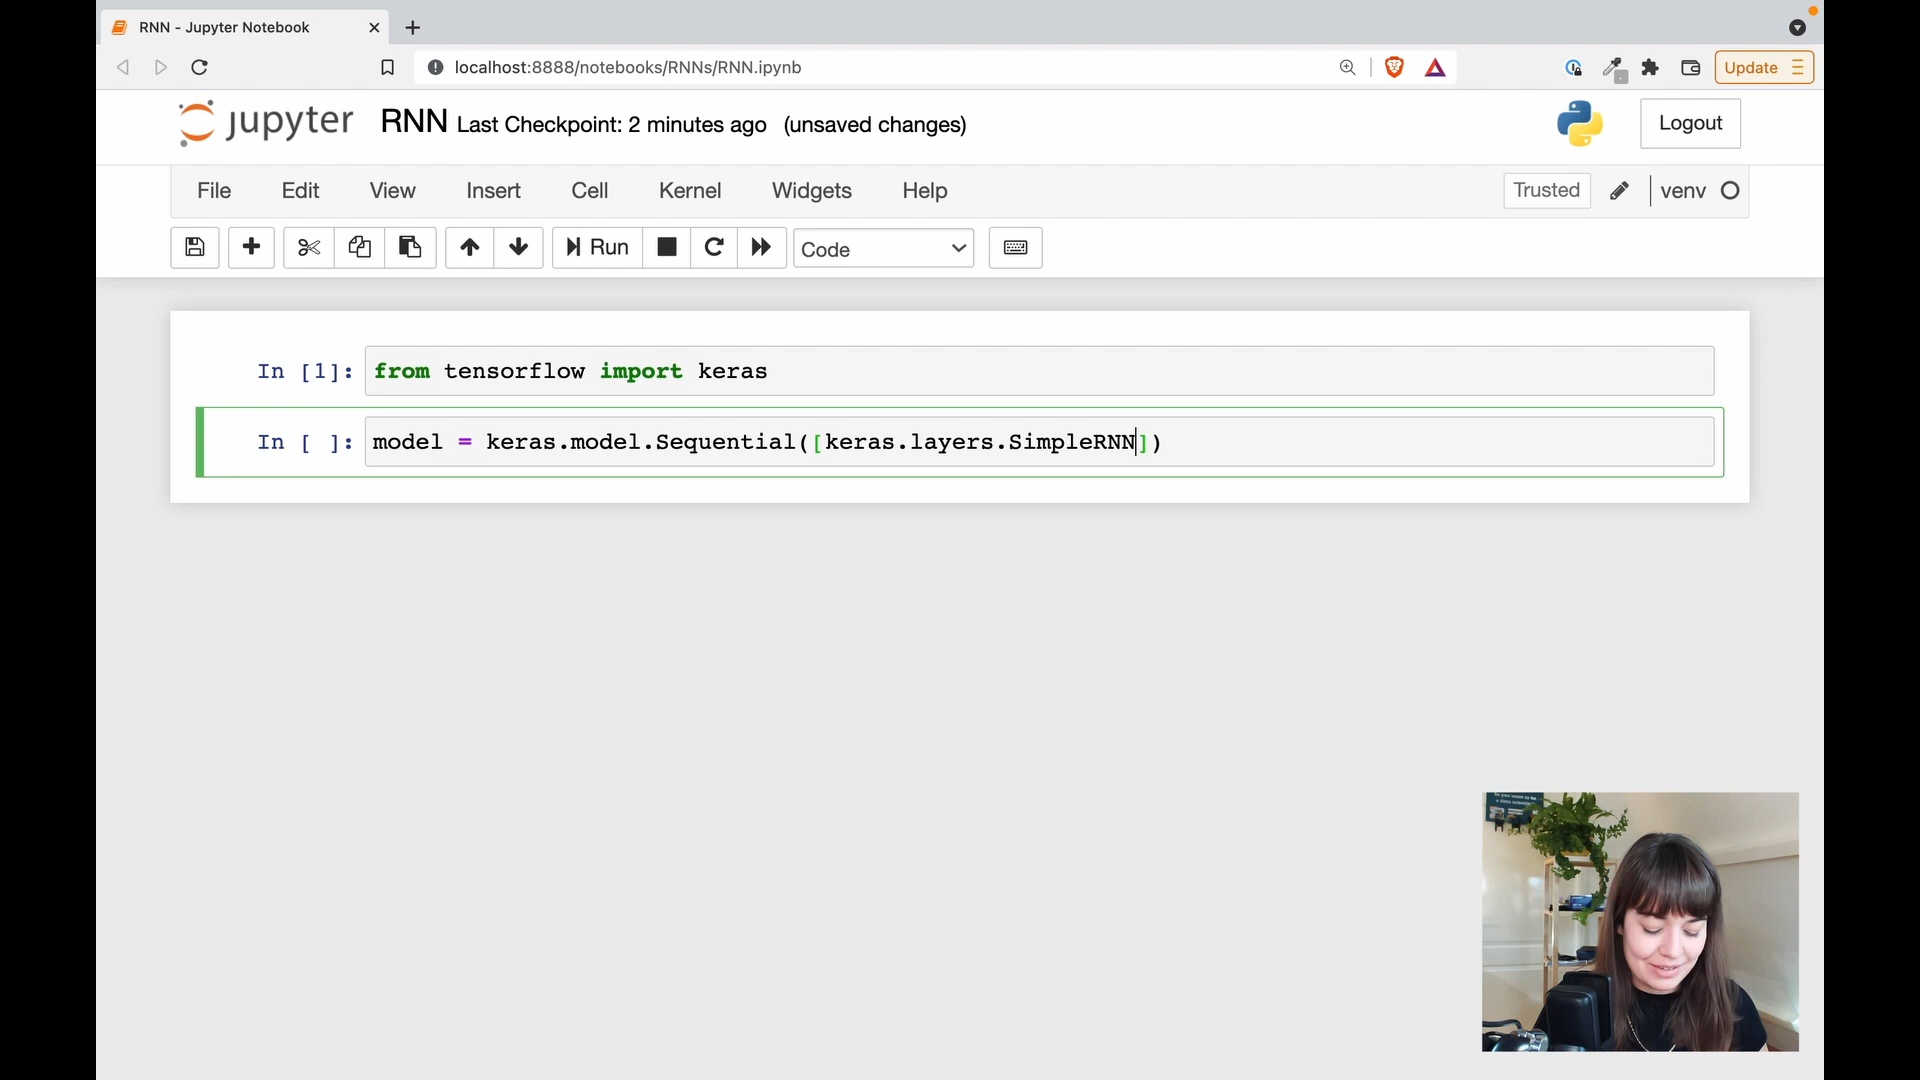 RNN - Jupyter Notebook
localhost:8888/notebooks/RNNs/RNN.ipynb
Update
jupyter RNN Last Checkpoint: 2 minutes ago (unsaved changes)
Logout
File Edit View Insert Cell Kernel Widgets Help
Trusted venv
Run Code
In [1]: from tensorflow import keras
In [ ]: model = keras.model.Sequential([keras.layers.SimpleRNN])